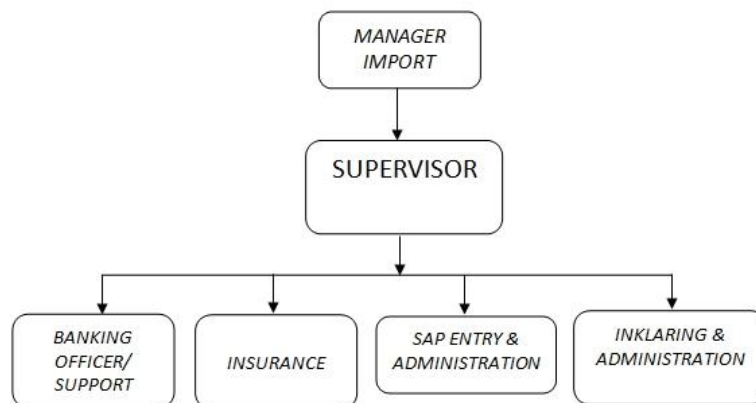 MANAGER
IMPORT
SUPERVISOR
BANKING
OFFICER/
SUPPORT
INSURANCE
SAP ENTRY &
ADMINISTRATION
INKLARING &
ADMINISTRATION